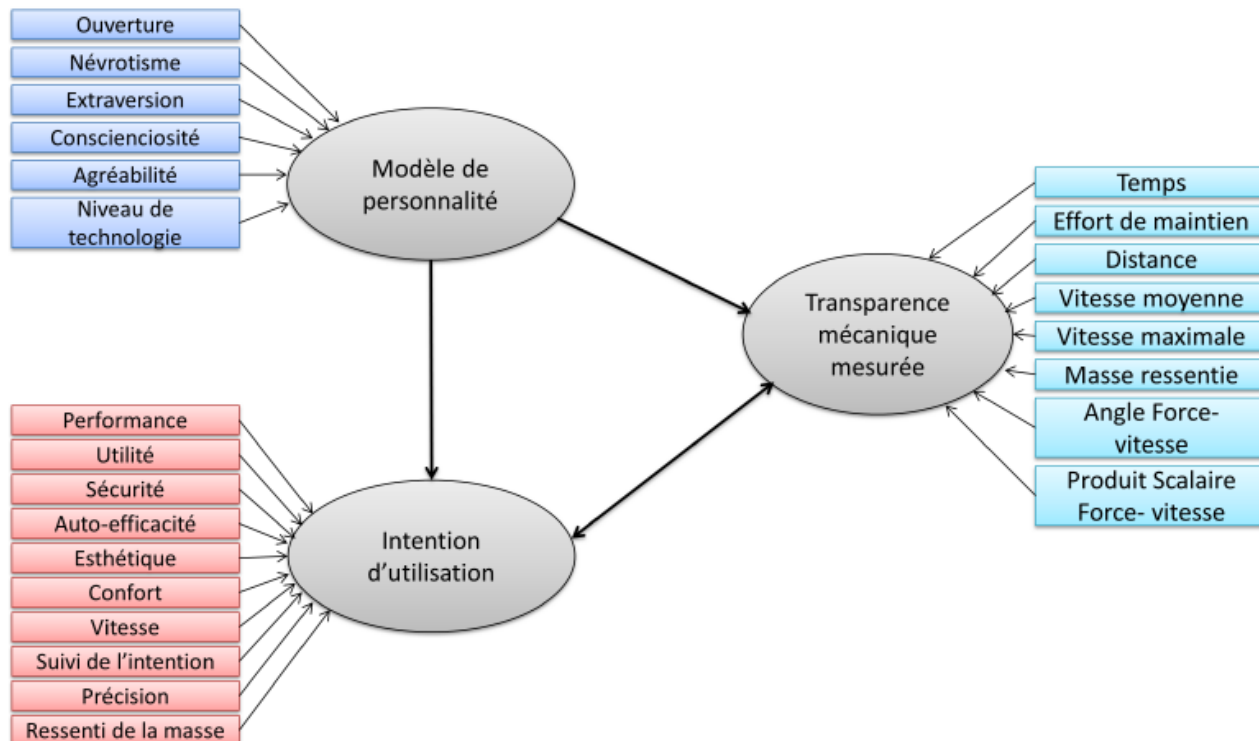 Ouverture
Névrotisme
Extraversion
Conscienciosité
Agréabilité
Niveau de
technologie
Modèle de
personnalité
Temps
Effort de maintien
Distance
Vitesse moyenne
Vitesse maximale
Masse ressentie
Angle Force-
vitesse
Produit Scalaire
Force- vitesse
Transparence
mécanique
mesurée
Performance
Utilité
Sécurité
Auto-efficacité
Esthétique
Confort
Vitesse
Suivi de l'intention
Précision
Ressenti de la masse
Intention
d'utilisation